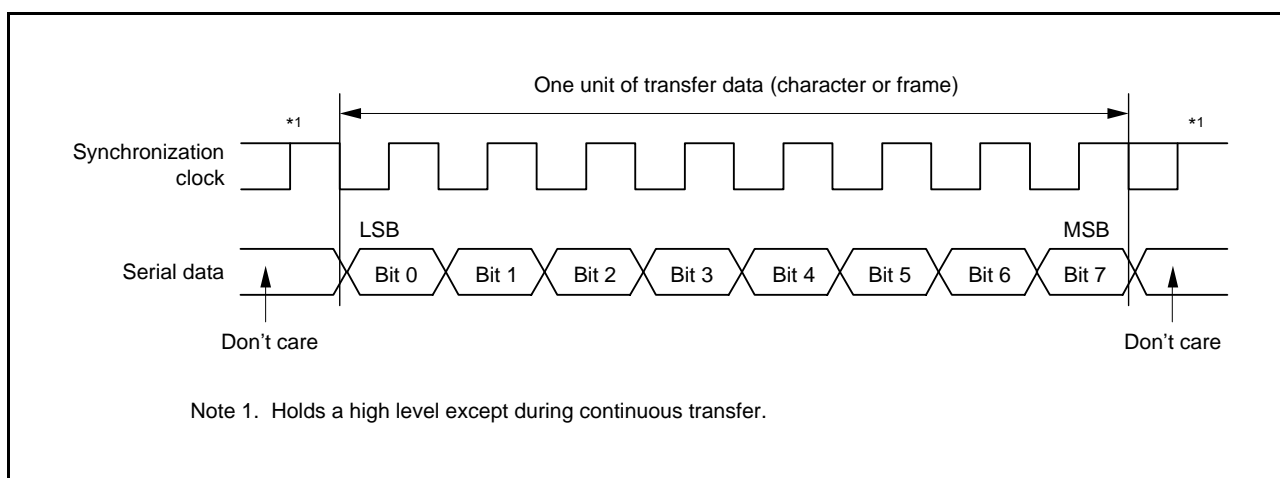 One unit of transfer data (character or frame)
*1 *1
Synchronization
clock
LSB MSB
Serial data Bit 0 Bit 1 Bit 2 Bit 3 Bit 4 Bit 5 Bit 6 Bit 7
Don't care Don't care
Note 1. Holds a high level except during continuous transfer.